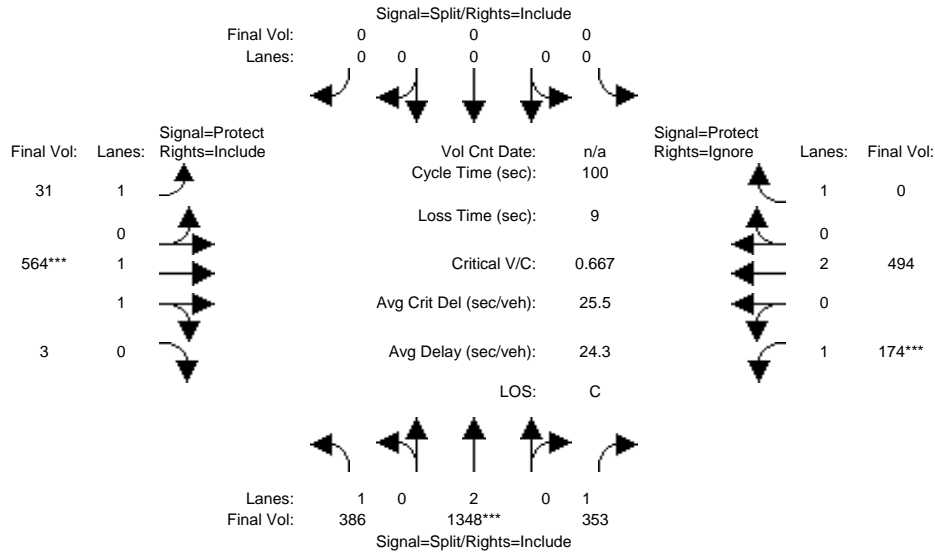 Signal=Split/Rights=Include
Final Vol: 0 0 0
Lanes: 0 0 0 0 0
Signal=Protect Signal=Protect
Final Vol: Lanes: Rights=Include Vol Cnt Date: n/a Rights=Ignore Lanes: Final Vol:
Cycle Time (sec): 100
31 1 1 0
Loss Time (sec): 9
0 0
564*** 1 Critical V/C: 0.667 2 494
1 Avg Crit Del (sec/veh): 25.5 0
3 0 Avg Delay (sec/veh): 24.3 1 174***
LOS: C
Lanes: 1 0 2 0 1
Final Vol: 386 1348*** 353
Signal=Split/Rights=Include